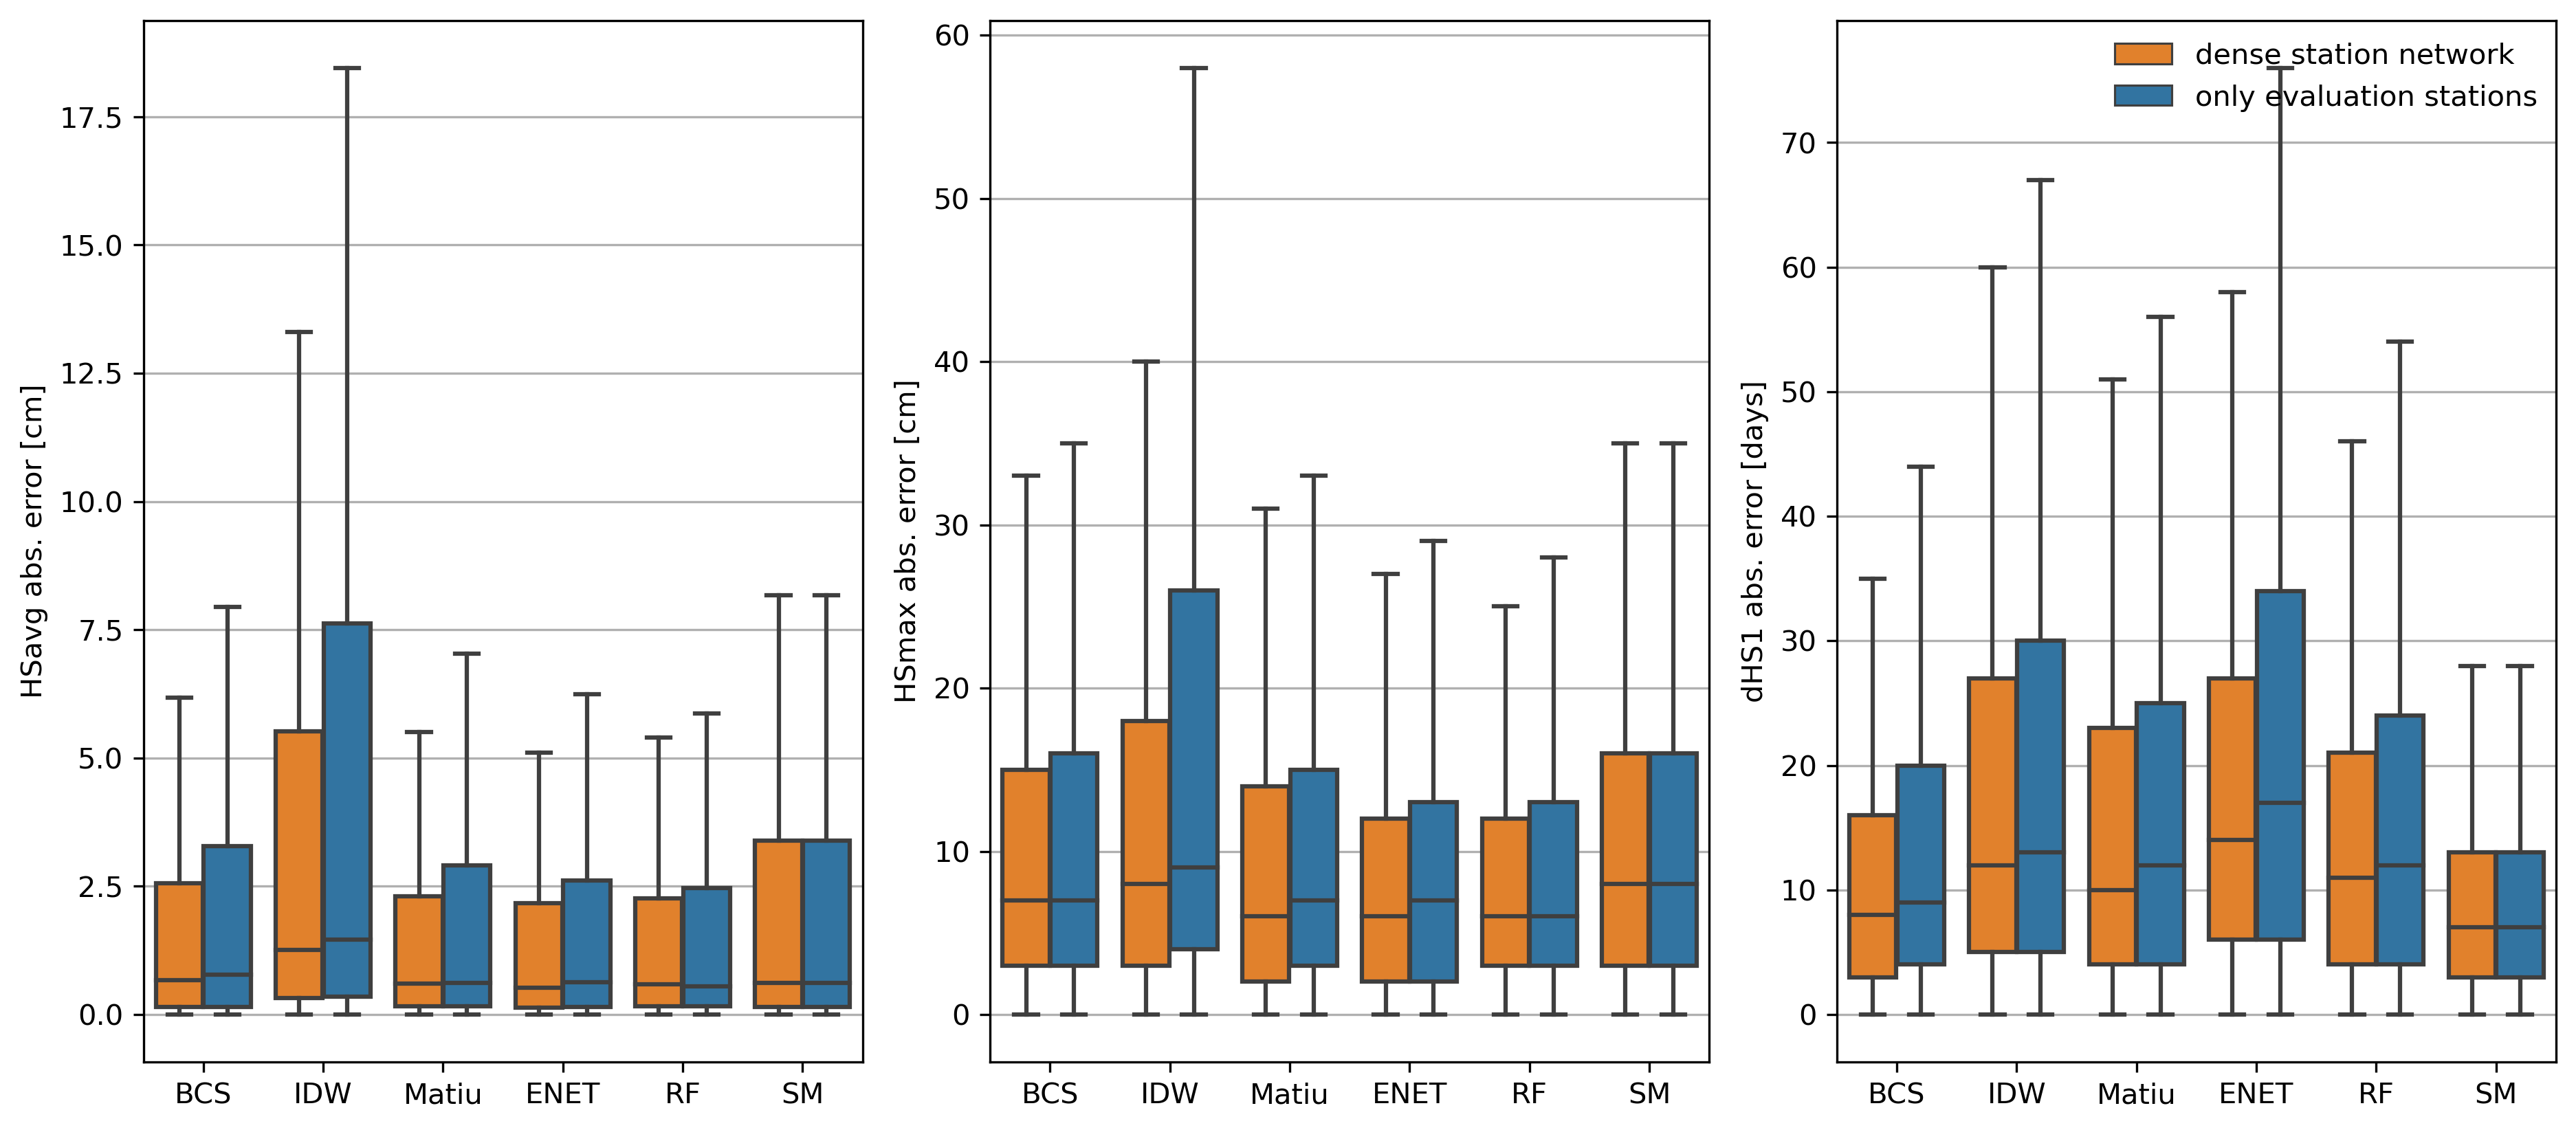 HSavg abs. error [cm]
17.5
15.0
12.5
10.0
7.5
5.0
2.5
0.0
BCS IDW Matiu ENET RF SM
HSmax abs. error [cm]
60
50
40
30
20
10
0
BCS IDW Matiu ENET RF SM
dHS1 abs. error [days]
70
60
50
40
30
20
10
0
BCS IDW Matiu ENET RF SM
dense station network
only evaluation stations